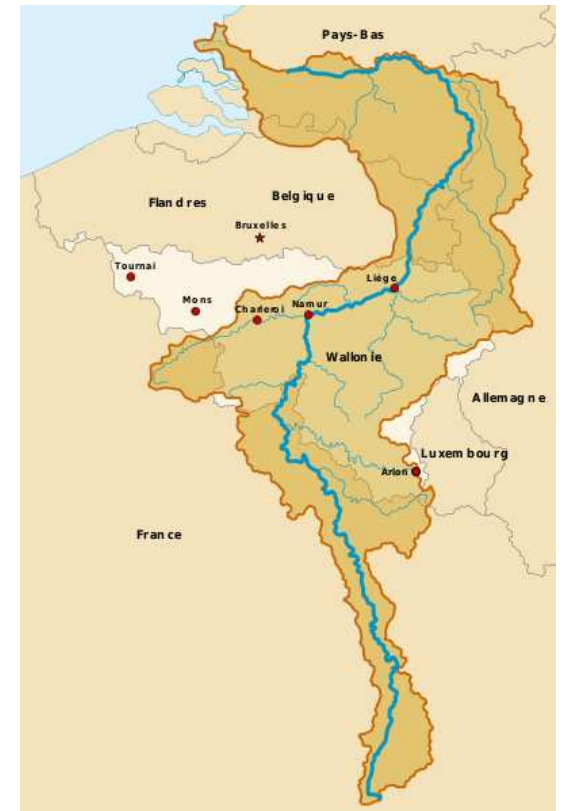 Pays-Bas
Belgique
Flandres
Bruxelles
Tournai
Liège
Mons
Namur
Charleroi
Wallonie
Allemagne
Luxembourg
Arlon
France